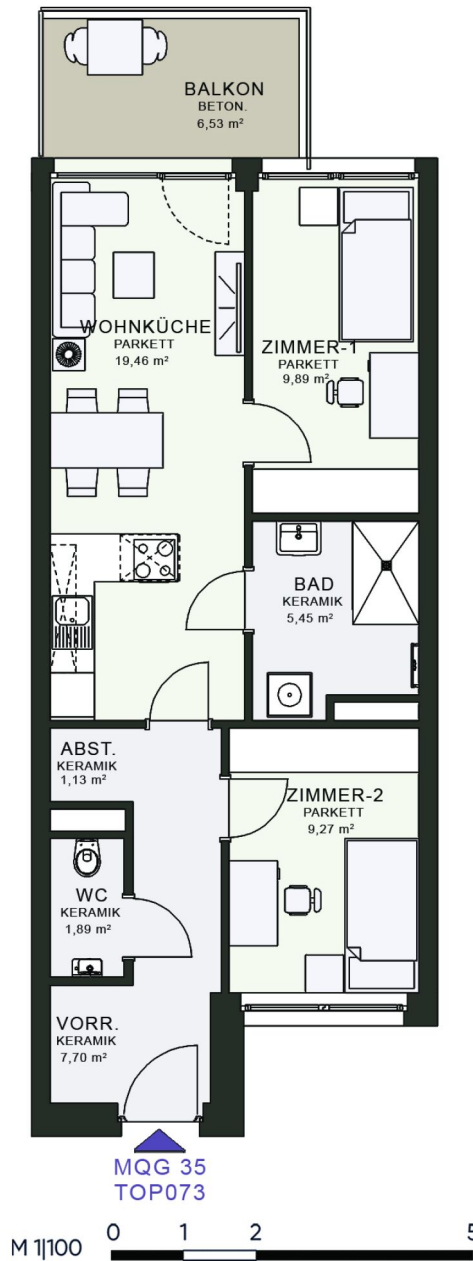 BALKON
BETON.
6,53 m²
WOHNKÜCHE
PARKETT
19,46 m²
ZIMMER-1
PARKETT
9,89 m²
BAD
KERAMIK
5,45 m²
ABST.
KERAMIK
1,13 m²
ZIMMER-2
PARKETT
9,27 m²
WC
KERAMIK
1,89 m²
VORR.
KERAMIK
7,70 m²
MQG 35
TOP073
M 1|100 0 1 2 5